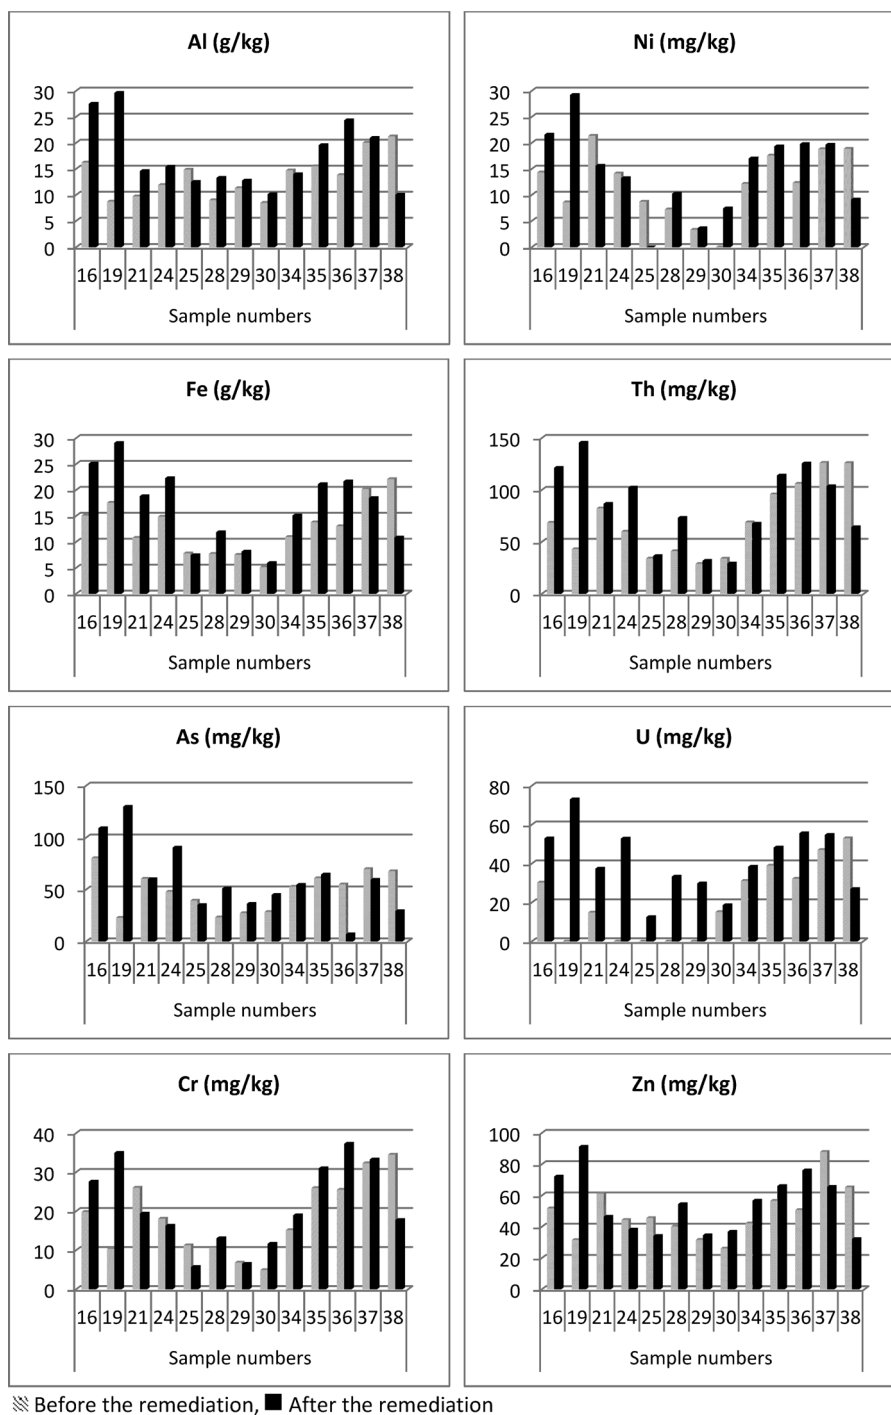 Al (g/kg)
30
25
20
15
10
5
0
16 19 21 24 25 28 29 30 34 35 36 37 38
Sample numbers
Ni (mg/kg)
30
25
20
15
10
5
0
16 19 21 24 25 28 29 30 34 35 36 37 38
Sample numbers
Fe (g/kg)
30
25
20
15
10
5
0
16 19 21 24 25 28 29 30 34 35 36 37 38
Sample numbers
Th (mg/kg)
150
100
50
0
16 19 21 24 25 28 29 30 34 35 36 37 38
Sample numbers
As (mg/kg)
150
100
50
0
16 19 21 24 25 28 29 30 34 35 36 37 38
Sample numbers
U (mg/kg)
80
60
40
20
0
16 19 21 24 25 28 29 30 34 35 36 37 38
Sample numbers
Cr (mg/kg)
40
30
20
10
0
16 19 21 24 25 28 29 30 34 35 36 37 38
Sample numbers
Zn (mg/kg)
100
80
60
40
20
0
16 19 21 24 25 28 29 30 34 35 36 37 38
Sample numbers
Before the remediation, After the remediation